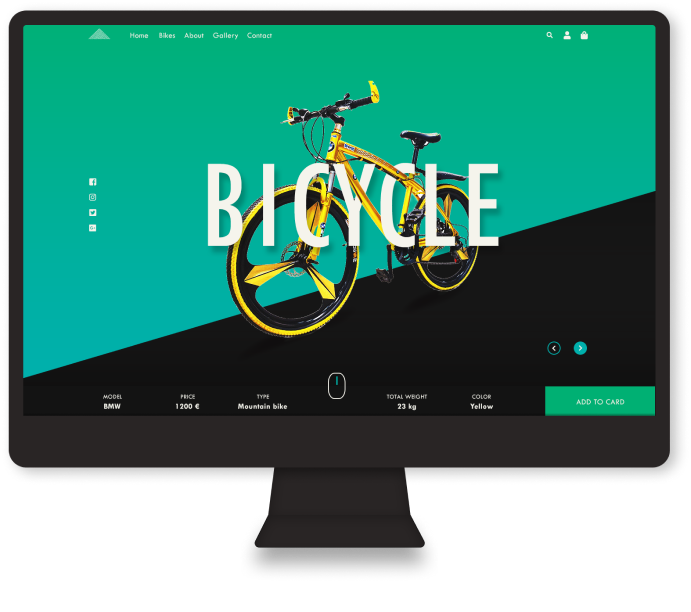 Home Bikes About Gallery Contact
BICYCLE
MODEL PRICE TYPE TOTAL WEIGHT COLOR
BMW 1200 € Mountain bike 23 kg Yellow
ADD TO CARD